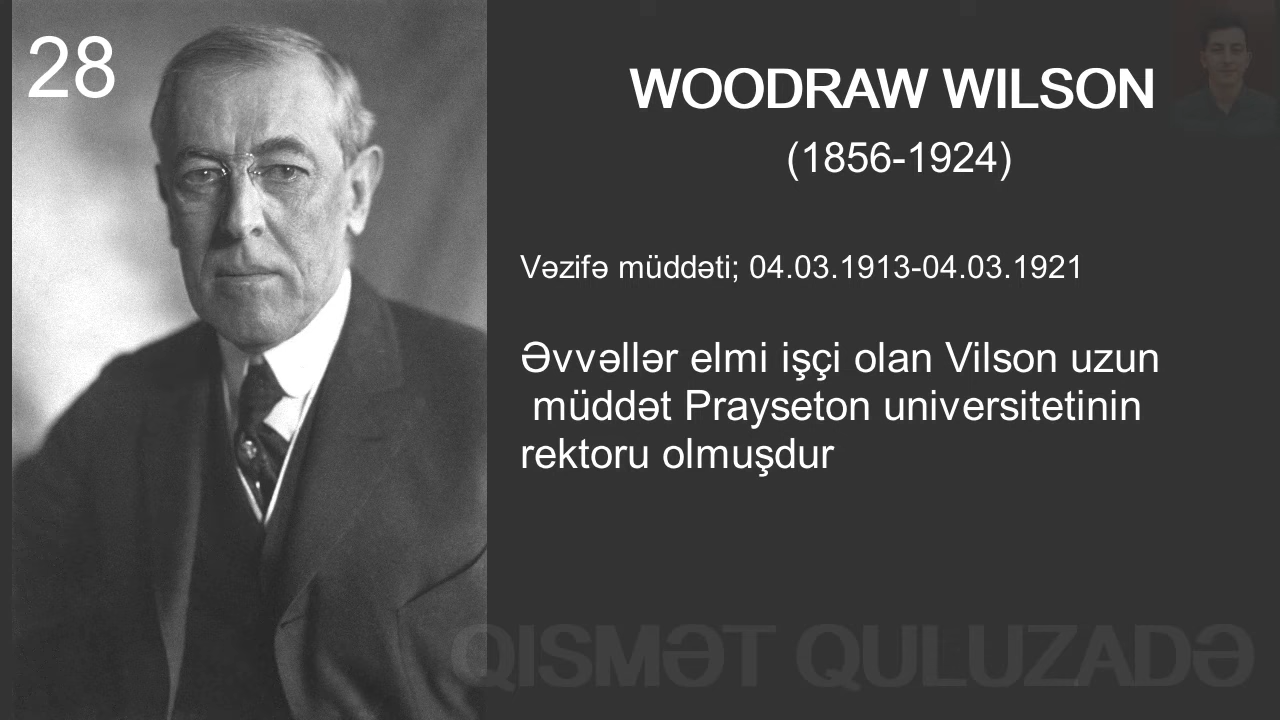 28
WOODRAW WILSON
(1856-1924)
Vəzifə müddəti; 04.03.1913-04.03.1921
Əvvəllər elmi işçi olan Vilson uzun
müddət Prayseton universitetinin
rektoru olmuşdur
QISMƏT QULUZADƏ